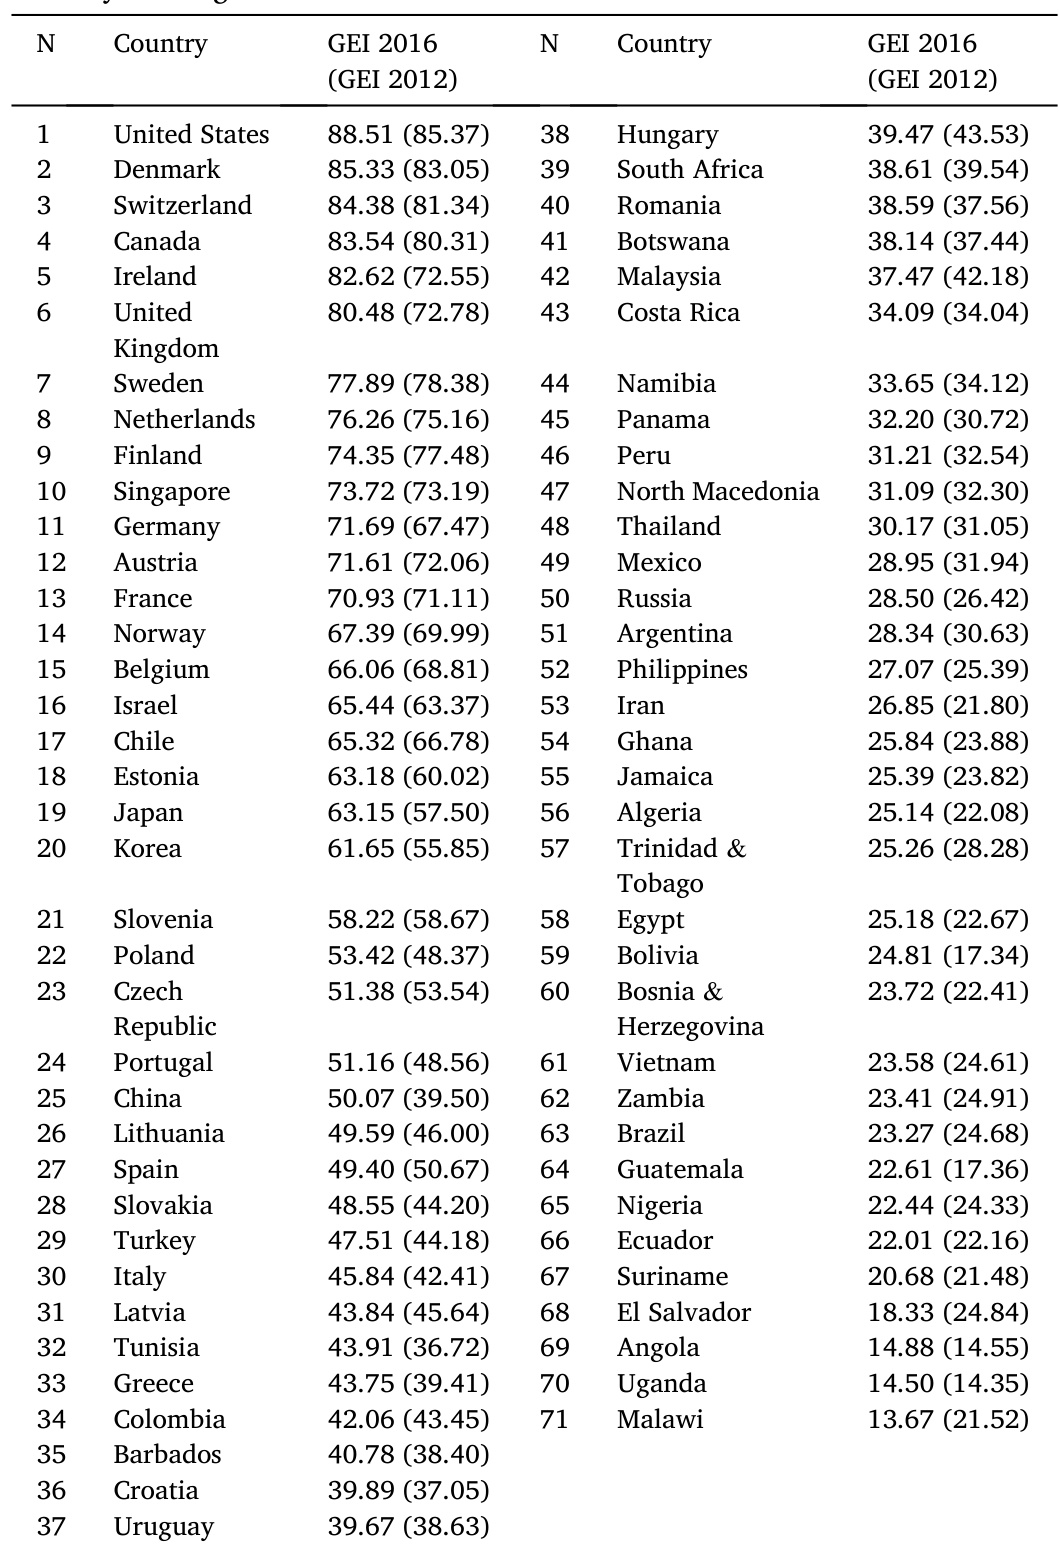 N Country GEI 2016 N Country GEI 2016
(GEI 2012) (GEI 2012)
1 United States 88.51 (85.37) 38 Hungary 39.47 (43.53)
2 Denmark 85.33 (83.05) 39 South Africa 38.61 (39.54)
3 Switzerland 84.38 (81.34) 40 Romania 38.59 (37.56)
4 Canada 83.54 (80.31) 41 Botswana 38.14 (37.44)
5 Ireland 82.62 (72.55) 42 Malaysia 37.47 (42.18)
6 United 80.48 (72.78) 43 Costa Rica 34.09 (34.04)
Kingdom
7 Sweden 77.89 (78.38) 44 Namibia 33.65 (34.12)
8 Netherlands 76.26 (75.16) 45 Panama 32.20 (30.72)
9 Finland 74.35 (77.48) 46 Peru 31.21 (32.54)
10 Singapore 73.72 (73.19) 47 North Macedonia 31.09 (32.30)
11 Germany 71.69 (67.47) 48 Thailand 30.17 (31.05)
12 Austria 71.61 (72.06) 49 Mexico 28.95 (31.94)
13 France 70.93 (71.11) 50 Russia 28.50 (26.42)
14 Norway 67.39 (69.99) 51 Argentina 28.34 (30.63)
15 Belgium 66.06 (68.81) 52 Philippines 27.07 (25.39)
16 Israel 65.44 (63.37) 53 Iran 26.85 (21.80)
17 Chile 65.32 (66.78) 54 Ghana 25.84 (23.88)
18 Estonia 63.18 (60.02) 55 Jamaica 25.39 (23.82)
19 Japan 63.15 (57.50) 56 Algeria 25.14 (22.08)
20 Korea 61.65 (55.85) 57 Trinidad & 25.26 (28.28)
Tobago
21 Slovenia 58.22 (58.67) 58 Egypt 25.18 (22.67)
22 Poland 53.42 (48.37) 59 Bolivia 24.81 (17.34)
23 Czech 51.38 (53.54) 60 Bosnia & 23.72 (22.41)
Republic Herzegovina
24 Portugal 51.16 (48.56) 61 Vietnam 23.58 (24.61)
25 China 50.07 (39.50) 62 Zambia 23.41 (24.91)
26 Lithuania 49.59 (46.00) 63 Brazil 23.27 (24.68)
27 Spain 49.40 (50.67) 64 Guatemala 22.61 (17.36)
28 Slovakia 48.55 (44.20) 65 Nigeria 22.44 (24.33)
29 Turkey 47.51 (44.18) 66 Ecuador 22.01 (22.16)
30 Italy 45.84 (42.41) 67 Suriname 20.68 (21.48)
31 Latvia 43.84 (45.64) 68 El Salvador 18.33 (24.84)
32 Tunisia 43.91 (36.72) 69 Angola 14.88 (14.55)
33 Greece 43.75 (39.41) 70 Uganda 14.50 (14.35)
34 Colombia 42.06 (43.45) 71 Malawi 13.67 (21.52)
35 Barbados 40.78 (38.40)
36 Croatia 39.89 (37.05)
37 Uruguay 39.67 (38.63)